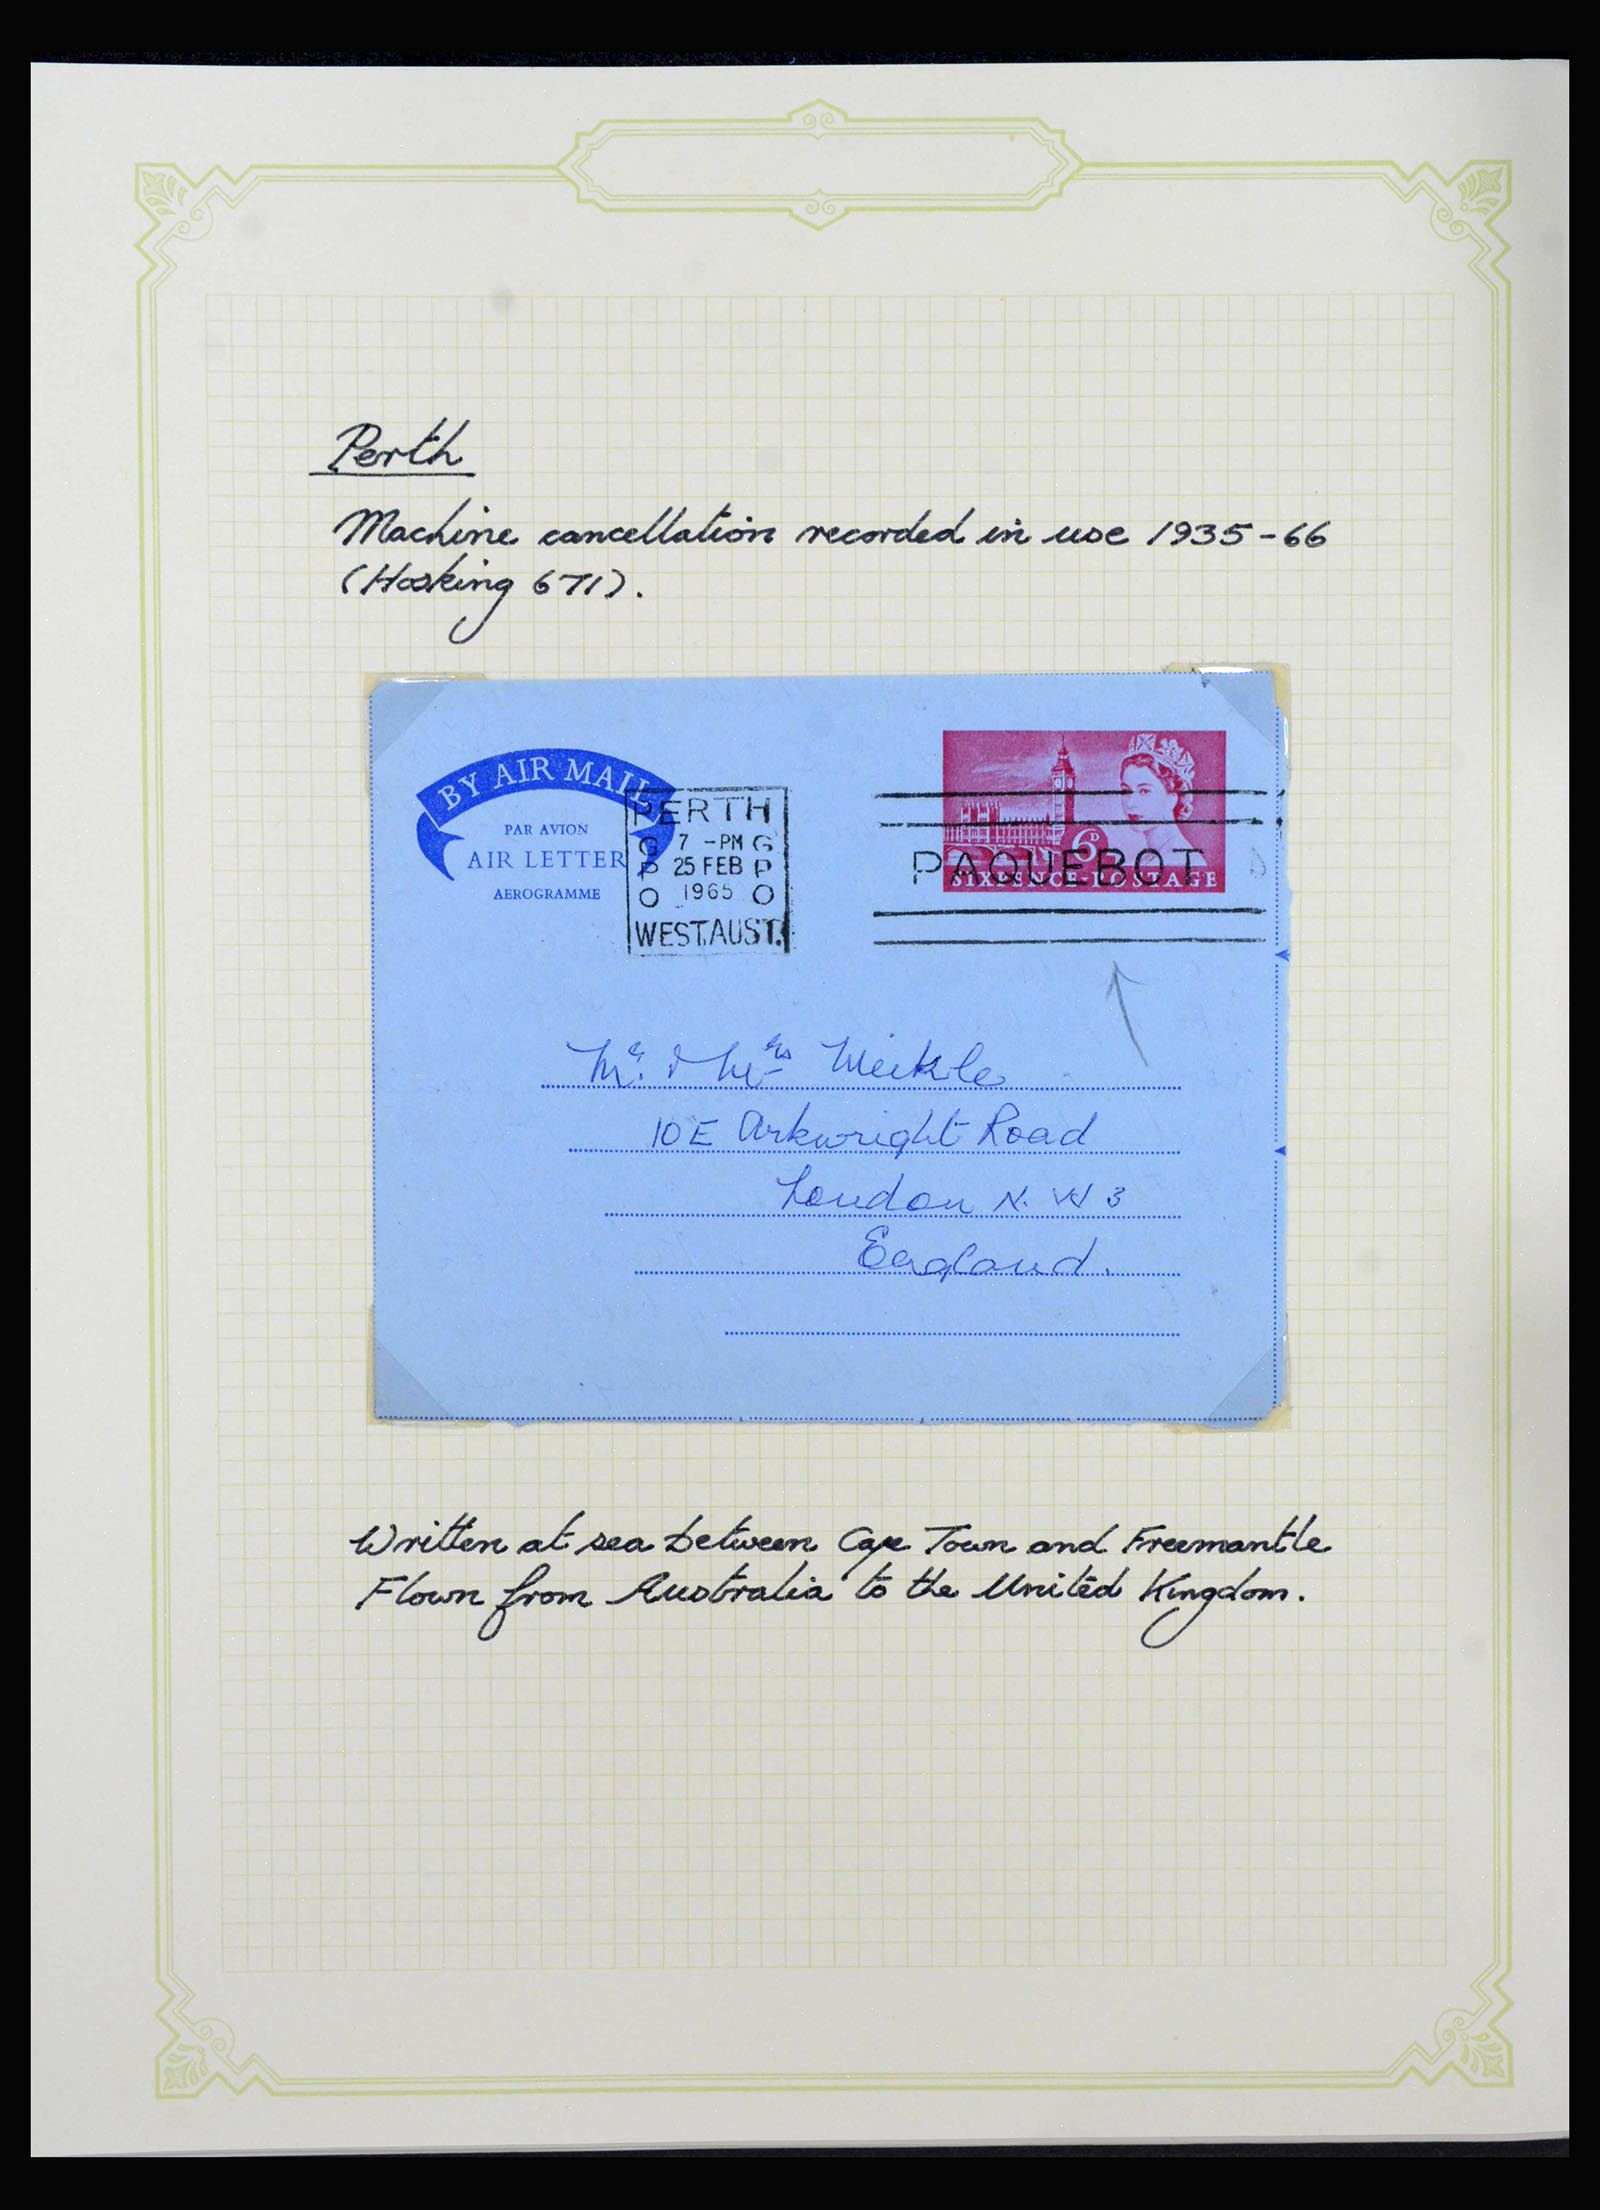 Perth
Machine cancellation recorded in use 1935-66
(Hosking 671).
BY AIR MAIL
PAR AVION
AIR LETTER
AEROGRAMME
PERTH
G 7 -PM G
P 25 FEB P
O 1965 O
WEST.AUST.
6D
PAQUEBOT
SIXPENCE-POSTAGE
Mr. & Mrs Meikle
10E Arkwright Road
London N.W 3
England.
Written at sea between Cape Town and Freemantle
Flown from Australia to the United Kingdom.